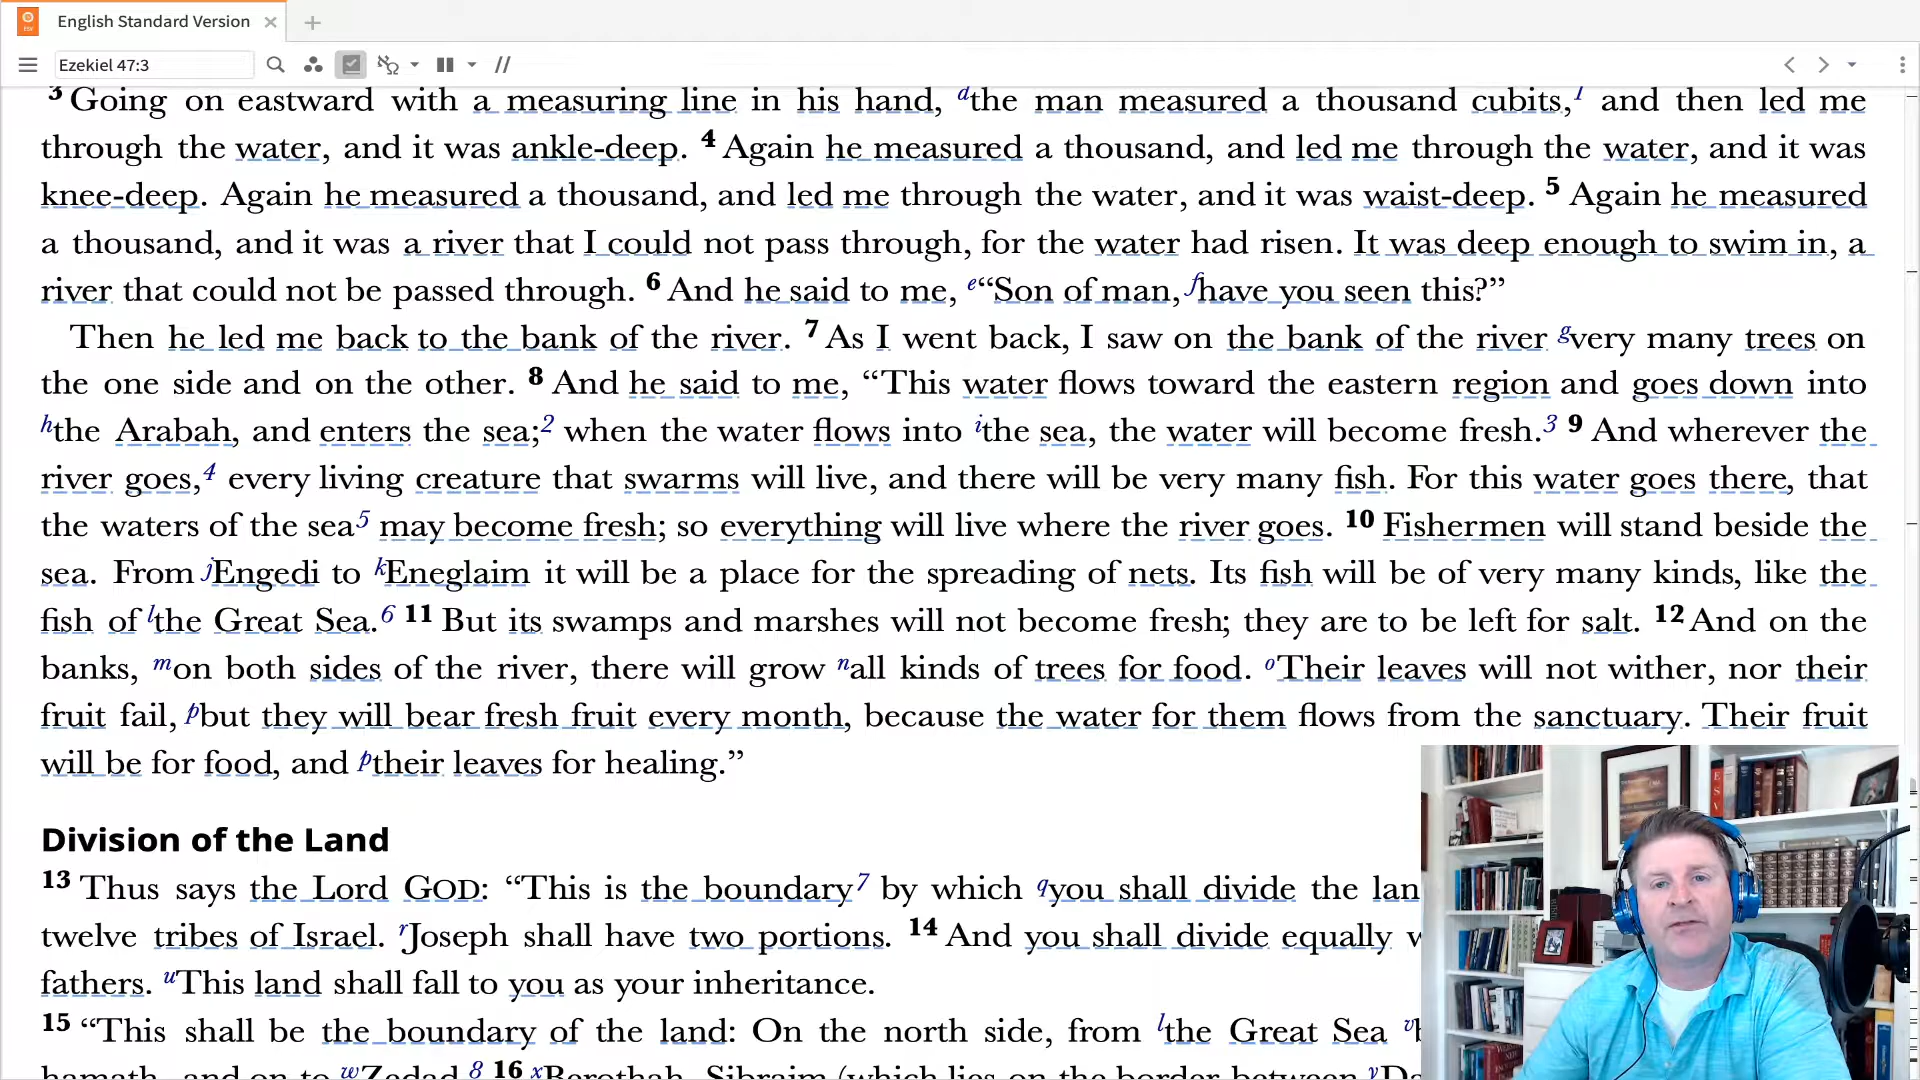 English Standard Version
Ezekiel 47:3
3 Going on eastward with a measuring line in his hand, d the man measured a thousand cubits,1 and then led me
through the water, and it was ankle-deep. 4 Again he measured a thousand, and led me through the water, and it was
knee-deep. Again he measured a thousand, and led me through the water, and it was waist-deep. 5 Again he measured
a thousand, and it was a river that I could not pass through, for the water had risen. It was deep enough to swim in, a
river that could not be passed through. 6 And he said to me, e“Son of man, fhave you seen this?”
Then he led me back to the bank of the river. 7 As I went back, I saw on the bank of the river gvery many trees on
the one side and on the other. 8 And he said to me, “This water flows toward the eastern region and goes down into
hthe Arabah, and enters the sea;2 when the water flows into ithe sea, the water will become fresh.3 9 And wherever the
river goes,4 every living creature that swarms will live, and there will be very many fish. For this water goes there, that
the waters of the sea5 may become fresh; so everything will live where the river goes. 10 Fishermen will stand beside the
sea. From jEngedi to kEneglaim it will be a place for the spreading of nets. Its fish will be of very many kinds, like the
fish of lthe Great Sea.6 11 But its swamps and marshes will not become fresh; they are to be left for salt. 12 And on the
banks, mon both sides of the river, there will grow nall kinds of trees for food. oTheir leaves will not wither, nor their
fruit fail, pbut they will bear fresh fruit every month, because the water for them flows from the sanctuary. Their fruit
will be for food, and ptheir leaves for healing.”
Division of the Land
13 Thus says the Lord GOD: “This is the boundary7 by which qyou shall divide the lan
twelve tribes of Israel. rJoseph shall have two portions. 14 And you shall divide equally w
fathers. uThis land shall fall to you as your inheritance.
15 “This shall be the boundary of the land: On the north side, from lthe Great Sea
hamath, and on to wZedad,8 16 xBerothah, Sibraim (which lies on the border between yDa
ESV